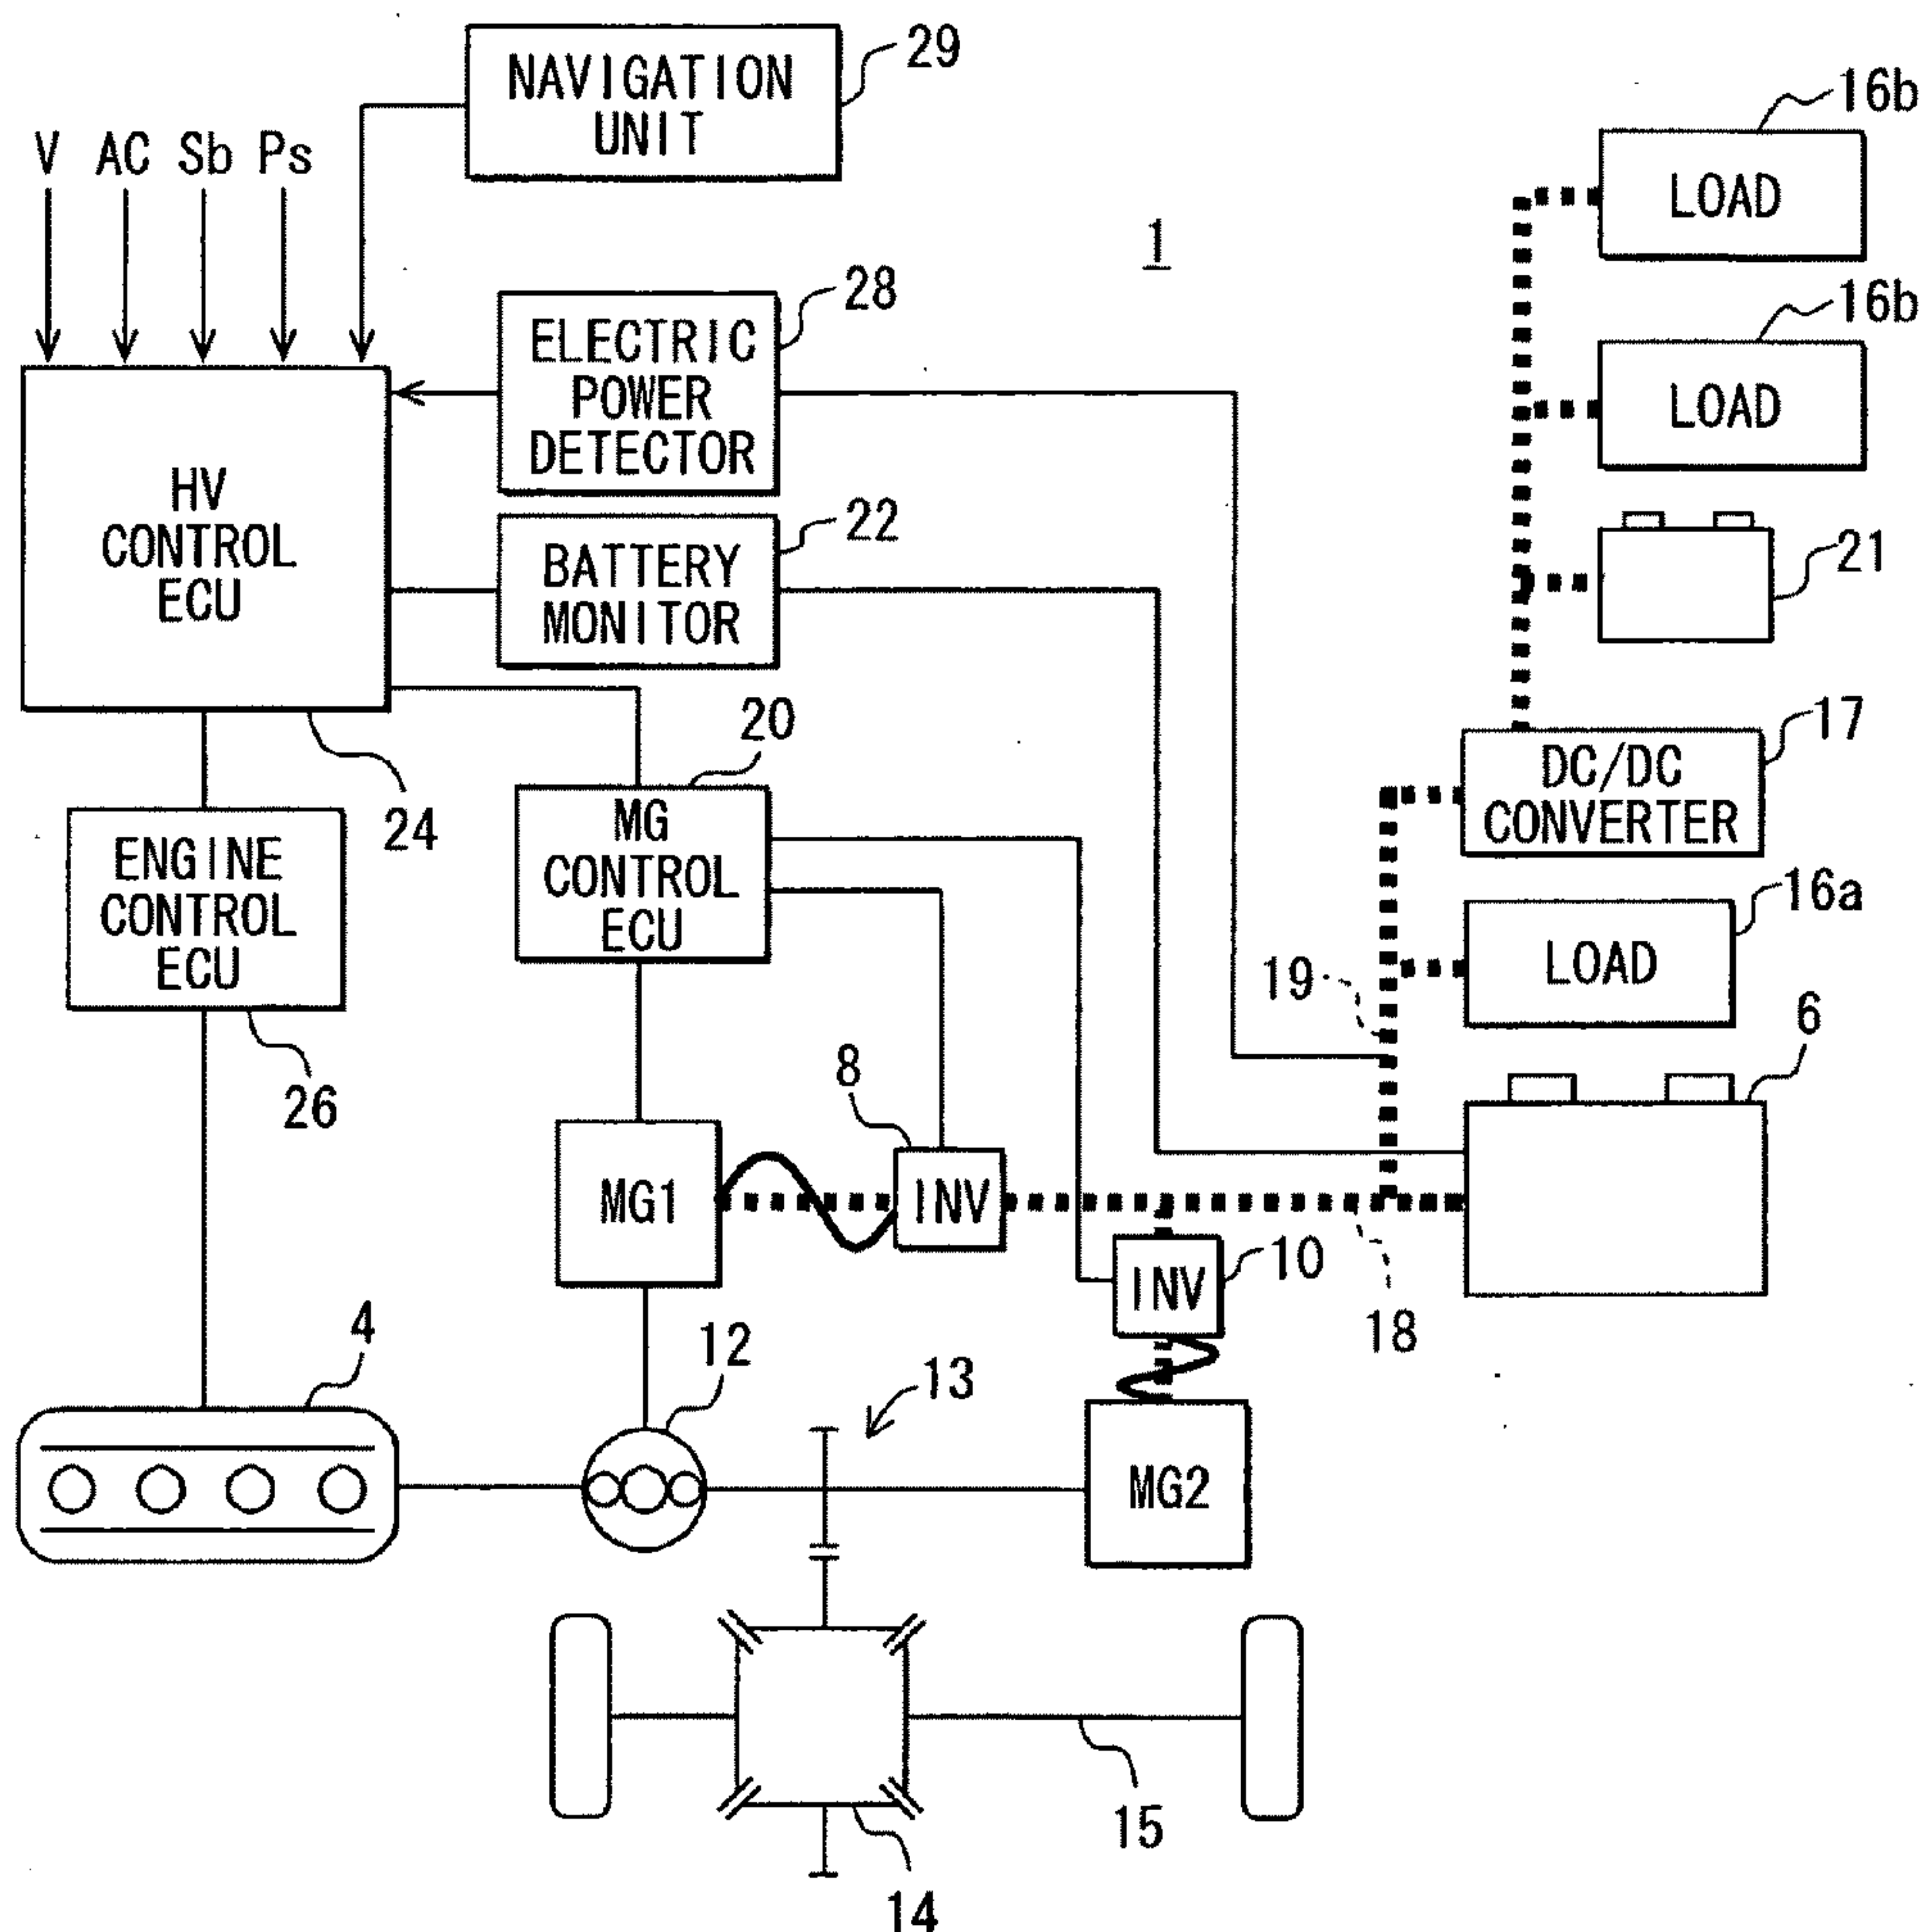 NAVIGATION
UNIT
29
V AC Sb Ps
16b
LOAD
1
28
ELECTRIC
POWER
DETECTOR
16b
LOAD
HV
CONTROL
ECU
22
BATTERY
MONITOR
21
20
17
DC/DC
CONVERTER
24
MG
CONTROL
ECU
ENGINE
CONTROL
ECU
16a
LOAD
19
6
26
8
MG1
INV
10
INV
18
4
12
13
MG2
15
14